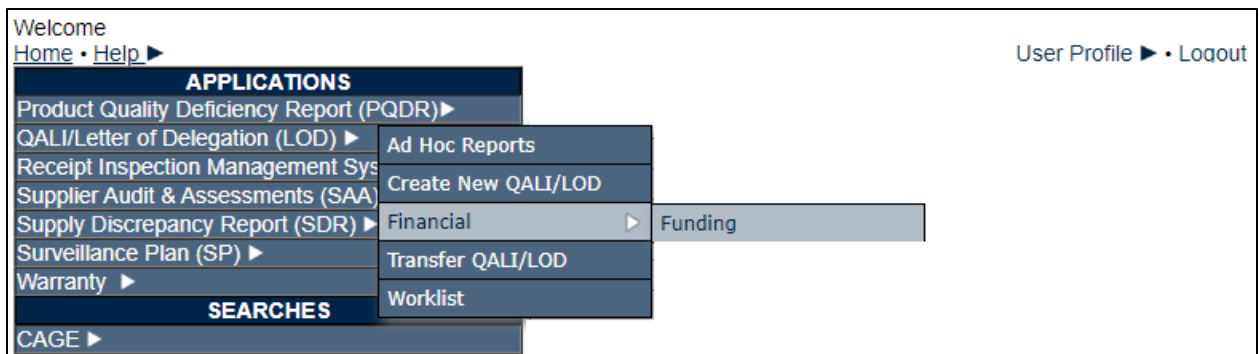 Welcome
Home • Help ▶
User Profile ▶ • Logout
APPLICATIONS
Product Quality Deficiency Report (PQDR)▶
QALI/Letter of Delegation (LOD) ▶
Receipt Inspection Management Sys
Supplier Audit & Assessments (SAA)
Supply Discrepancy Report (SDR) ▶
Surveillance Plan (SP) ▶
Warranty ▶
SEARCHES
CAGE ▶
Ad Hoc Reports
Create New QALI/LOD
Financial ▷
Transfer QALI/LOD
Worklist
Funding